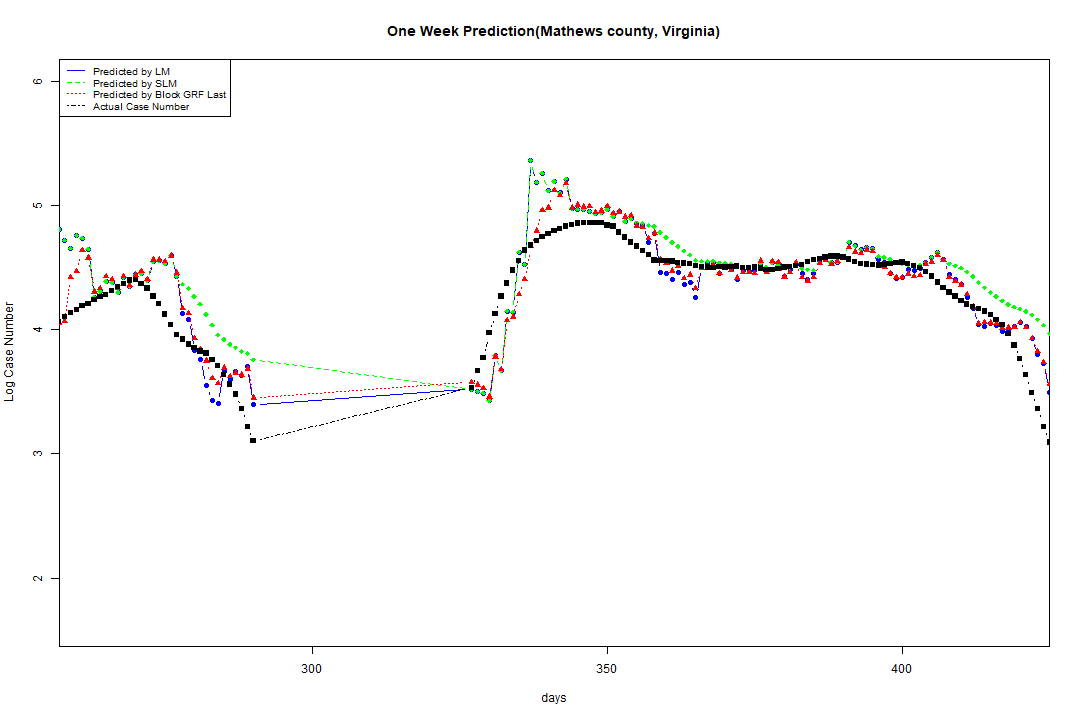 One Week Prediction(Mathews county, Virginia)
Predicted by LM
Predicted by SLM
Predicted by Block GRF Last
Actual Case Number
6
5
4
3
2
Log Case Number
300
350
400
days